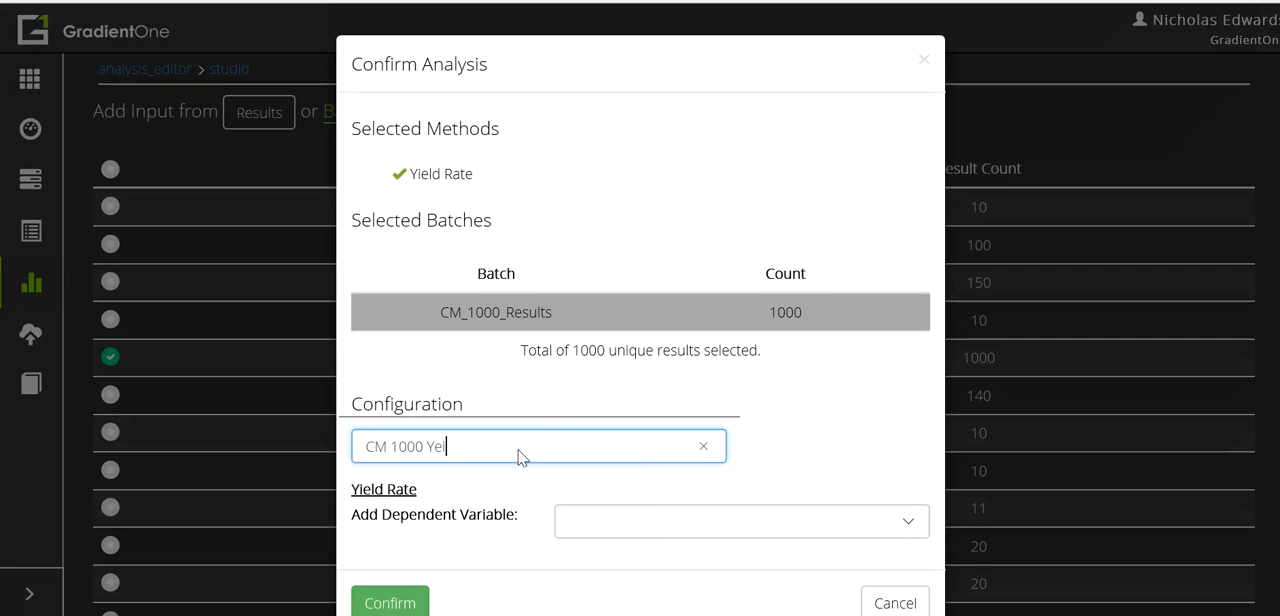 GradientOne
Nicholas Edwards
GradientOn
analysis_editor > studio
Add Input from Results or B
Confirm Analysis
×
Selected Methods
Yield Rate
Selected Batches
Batch Count
CM_1000_Results 1000
Total of 1000 unique results selected.
Configuration
CM 1000 Yei ×
Yield Rate
Add Dependent Variable:
Confirm Cancel
esult Count
10
100
150
10
1000
140
10
10
11
20
20